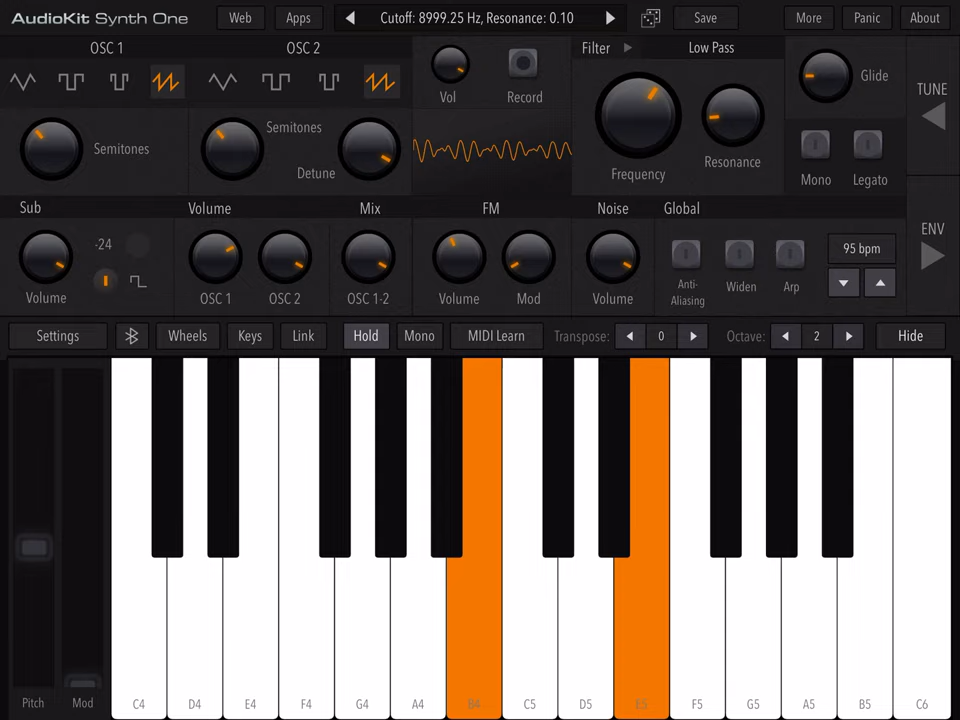 AudioKit Synth One
Web
Apps
Cutoff: 8999.25 Hz, Resonance: 0.10
Save
More
Panic
About
OSC 1
OSC 2
Vol
Record
Filter
Low Pass
Glide
TUNE
Semitones
Semitones
Detune
Frequency
Resonance
Mono
Legato
Sub
Volume
Mix
FM
Noise
Global
ENV
-24
95 bpm
Volume
OSC 1
OSC 2
OSC 1-2
Volume
Mod
Volume
Anti-
Aliasing
Widen
Arp
Settings
Wheels
Keys
Link
Hold
Mono
MIDI Learn
Transpose:
0
Octave:
2
Hide
Pitch
Mod
C4
D4
E4
F4
G4
A4
B4
C5
D5
E5
F5
G5
A5
B5
C6